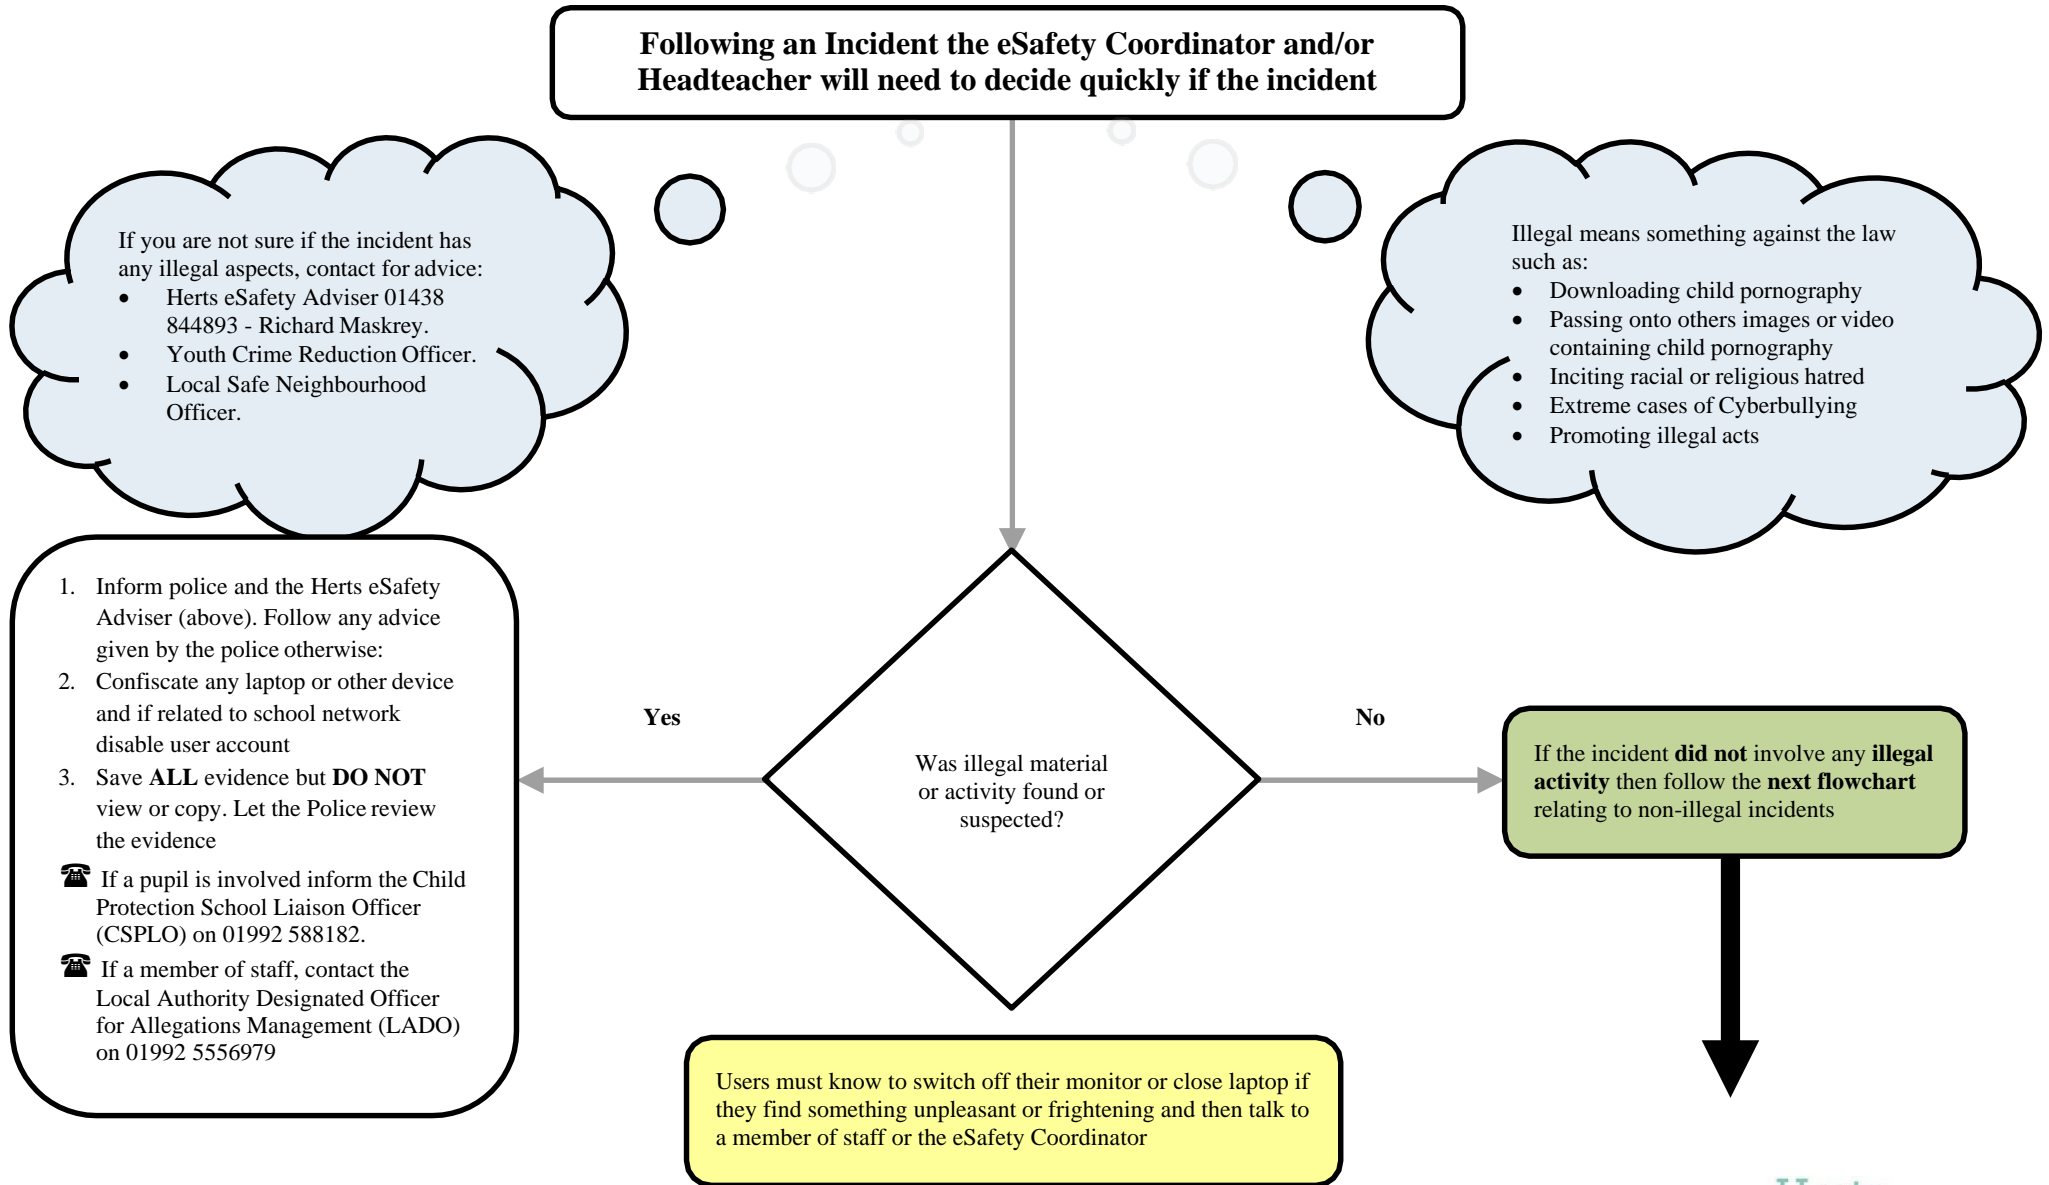 Following an Incident the eSafety Coordinator and/or
Headteacher will need to decide quickly if the incident
If you are not sure if the incident has
any illegal aspects, contact for advice:
• Herts eSafety Adviser 01438
844893 - Richard Maskrey.
• Youth Crime Reduction Officer.
• Local Safe Neighbourhood
Officer.
Illegal means something against the law
such as:
• Downloading child pornography
• Passing onto others images or video
containing child pornography
• Inciting racial or religious hatred
• Extreme cases of Cyberbullying
• Promoting illegal acts
1. Inform police and the Herts eSafety
Adviser (above). Follow any advice
given by the police otherwise:
2. Confiscate any laptop or other device
and if related to school network
disable user account
3. Save ALL evidence but DO NOT
view or copy. Let the Police review
the evidence
☎ If a pupil is involved inform the Child
Protection School Liaison Officer
(CSPLO) on 01992 588182.
☎ If a member of staff, contact the
Local Authority Designated Officer
for Allegations Management (LADO)
on 01992 5556979
Yes
Was illegal material
or activity found or
suspected?
No
If the incident did not involve any illegal
activity then follow the next flowchart
relating to non-illegal incidents
Users must know to switch off their monitor or close laptop if
they find something unpleasant or frightening and then talk to
a member of staff or the eSafety Coordinator